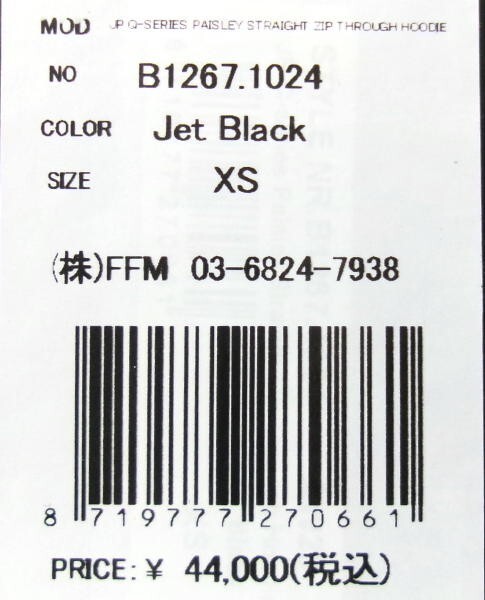 MOD JP Q-SERIES PAISLEY STRAIGHT ZIP THROUGH HOODIE
NO B1267.1024
COLOR Jet Black
SIZE XS
(株)FFM 03-6824-7938
8 719777 270661
PRICE: ¥ 44,000(税込)